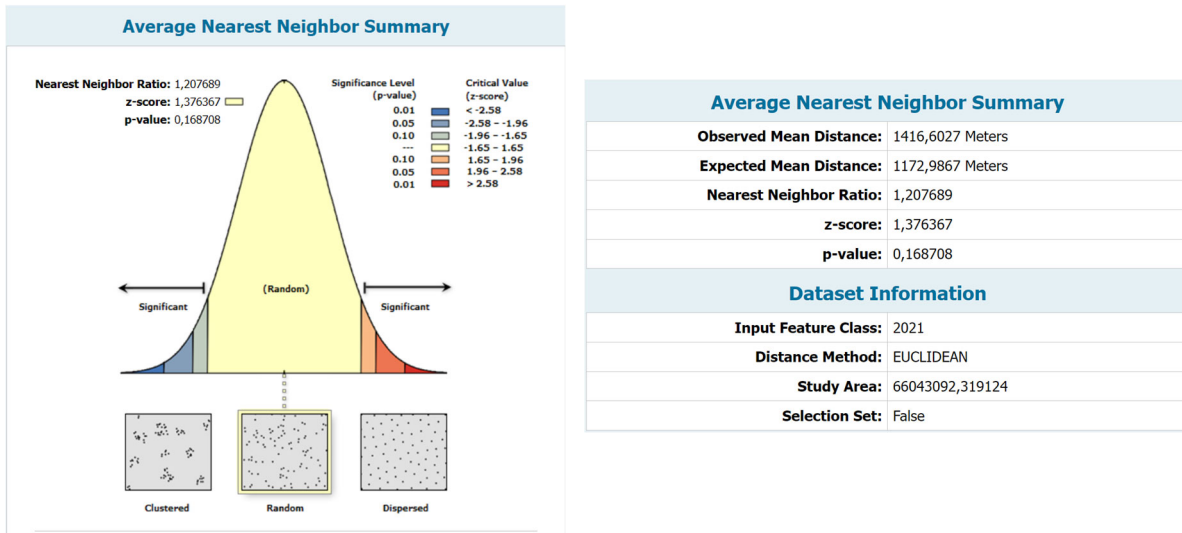 Average Nearest Neighbor Summary
Nearest Neighbor Ratio: 1,207689
z-score: 1,376367
p-value: 0,168708
Significance Level (p-value)
Critical Value (z-score)
0.01 < -2.58
0.05 -2.58 – -1.96
0.10 -1.96 – -1.65
--- -1.65 – 1.65
0.10 1.65 – 1.96
0.05 1.96 – 2.58
0.01 > 2.58
(Random)
Significant
Significant
Clustered
Random
Dispersed
Average Nearest Neighbor Summary
Observed Mean Distance: 1416,6027 Meters
Expected Mean Distance: 1172,9867 Meters
Nearest Neighbor Ratio: 1,207689
z-score: 1,376367
p-value: 0,168708
Dataset Information
Input Feature Class: 2021
Distance Method: EUCLIDEAN
Study Area: 66043092,319124
Selection Set: False